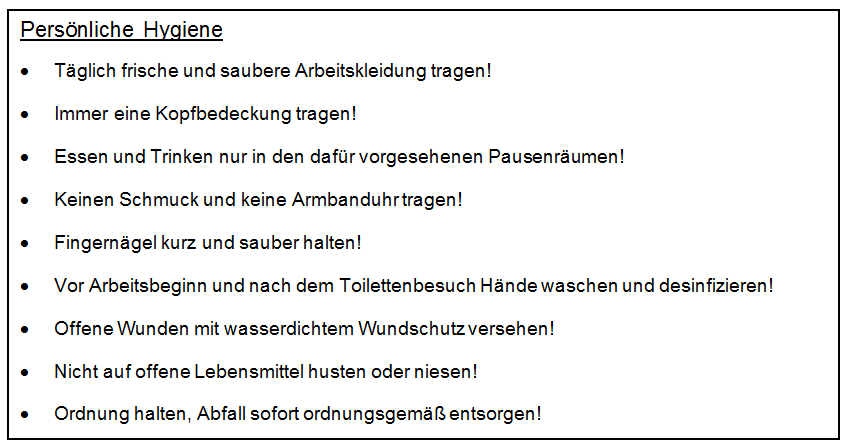 Persönliche Hygiene
• Täglich frische und saubere Arbeitskleidung tragen!
• Immer eine Kopfbedeckung tragen!
• Essen und Trinken nur in den dafür vorgesehenen Pausenräumen!
• Keinen Schmuck und keine Armbanduhr tragen!
• Fingernägel kurz und sauber halten!
• Vor Arbeitsbeginn und nach dem Toilettenbesuch Hände waschen und desinfizieren!
• Offene Wunden mit wasserdichtem Wundschutz versehen!
• Nicht auf offene Lebensmittel husten oder niesen!
• Ordnung halten, Abfall sofort ordnungsgemäß entsorgen!